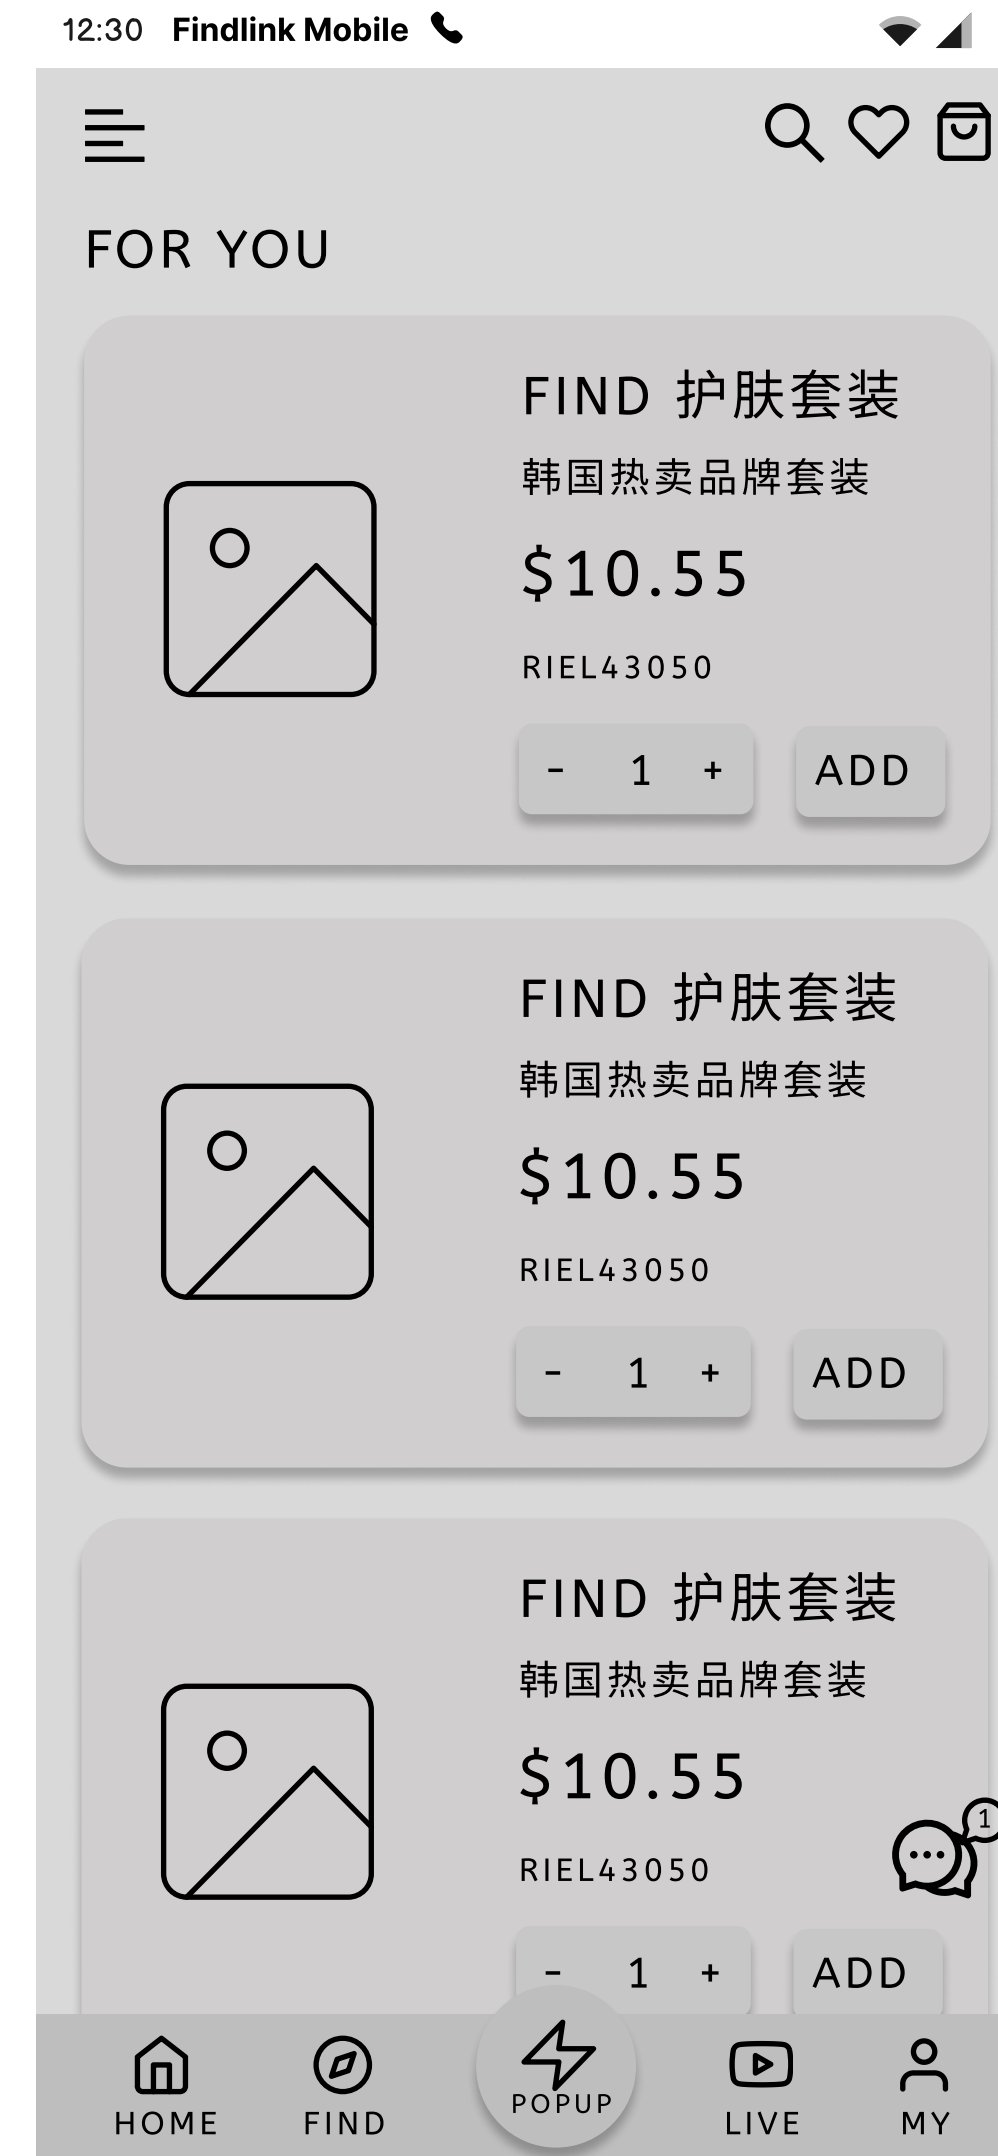 12:30 Findlink Mobile
FOR YOU
FIND 护肤套装
韩国热卖品牌套装
$10.55
RIEL43050
- 1 + ADD
FIND 护肤套装
韩国热卖品牌套装
$10.55
RIEL43050
- 1 + ADD
FIND 护肤套装
韩国热卖品牌套装
$10.55
1
RIEL43050
- 1 + ADD
HOME FIND POPUP LIVE MY